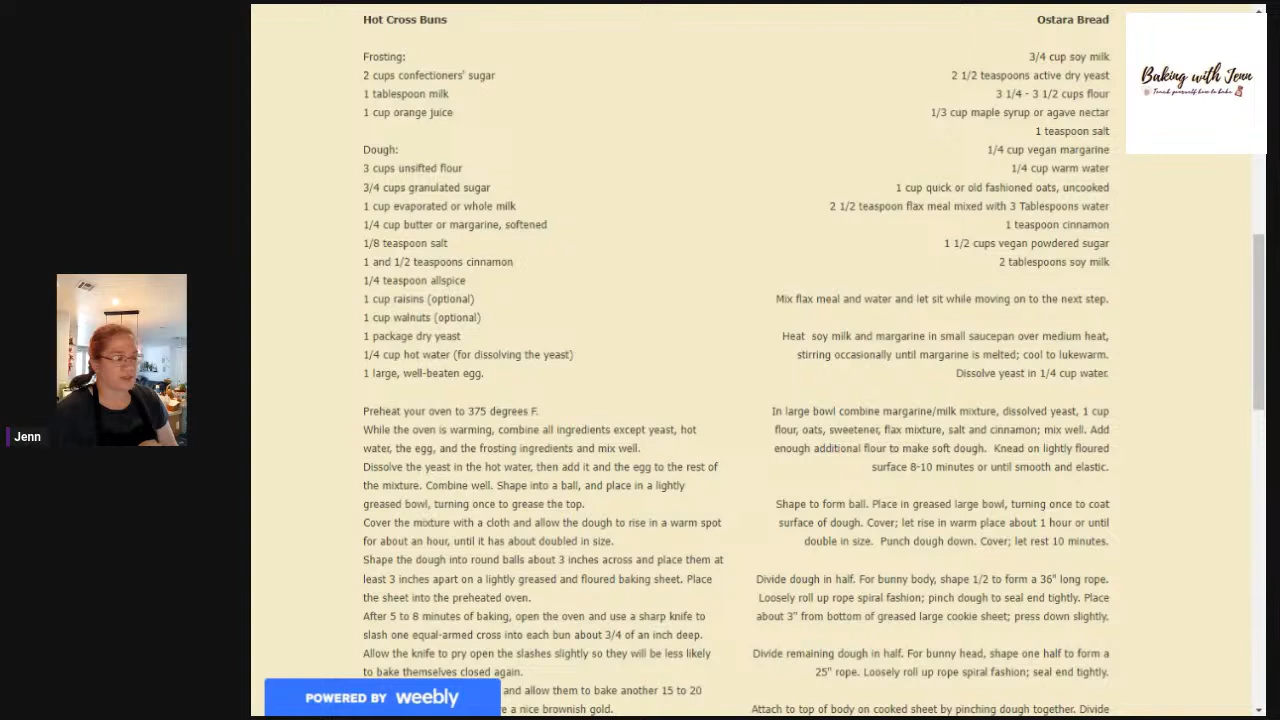 Hot Cross Buns
Frosting:
2 cups confectioners' sugar
1 tablespoon milk
1 cup orange juice
Dough:
3 cups unsifted flour
3/4 cups granulated sugar
1 cup evaporated or whole milk
1/4 cup butter or margarine, softened
1/8 teaspoon salt
1 and 1/2 teaspoons cinnamon
1/4 teaspoon allspice
1 cup raisins (optional)
1 cup walnuts (optional)
1 package dry yeast
1/4 cup hot water (for dissolving the yeast)
1 large, well-beaten egg.
Preheat your oven to 375 degrees F.
While the oven is warming, combine all ingredients except yeast, hot
water, the egg, and the frosting ingredients and mix well.
Dissolve the yeast in the hot water, then add it and the egg to the rest of
the mixture. Combine well. Shape into a ball, and place in a lightly
greased bowl, turning once to grease the top.
Cover the mixture with a cloth and allow the dough to rise in a warm spot
for about an hour, until it has about doubled in size.
Shape the dough into round balls about 3 inches across and place them at
least 3 inches apart on a lightly greased and floured baking sheet. Place
the sheet into the preheated oven.
After 5 to 8 minutes of baking, open the oven and use a sharp knife to
slash one equal-armed cross into each bun about 3/4 of an inch deep.
Allow the knife to pry open the slashes slightly so they will be less likely
to bake themselves closed again.
and allow them to bake another 15 to 20
a nice brownish gold.
POWERED BY weebly
Ostara Bread
3/4 cup soy milk
2 1/2 teaspoons active dry yeast
3 1/4 - 3 1/2 cups flour
1/3 cup maple syrup or agave nectar
1 teaspoon salt
1/4 cup vegan margarine
1/4 cup warm water
1 cup quick or old fashioned oats, uncooked
2 1/2 teaspoon flax meal mixed with 3 Tablespoons water
1 teaspoon cinnamon
1 1/2 cups vegan powdered sugar
2 tablespoons soy milk
Mix flax meal and water and let sit while moving on to the next step.
Heat soy milk and margarine in small saucepan over medium heat,
stirring occasionally until margarine is melted; cool to lukewarm.
Dissolve yeast in 1/4 cup water.
In large bowl combine margarine/milk mixture, dissolved yeast, 1 cup
flour, oats, sweetener, flax mixture, salt and cinnamon; mix well. Add
enough additional flour to make soft dough. Knead on lightly floured
surface 8-10 minutes or until smooth and elastic.
Shape to form ball. Place in greased large bowl, turning once to coat
surface of dough. Cover; let rise in warm place about 1 hour or until
double in size. Punch dough down. Cover; let rest 10 minutes.
Divide dough in half. For bunny body, shape 1/2 to form a 36" long rope.
Loosely roll up rope spiral fashion; pinch dough to seal end tightly. Place
about 3" from bottom of greased large cookie sheet; press down slightly.
Divide remaining dough in half. For bunny head, shape one half to form a
25" rope. Loosely roll up rope spiral fashion; seal end tightly.
Attach to top of body on cooked sheet by pinching dough together. Divide
Baking with Jenn
Teach yourself how to bake
Jenn